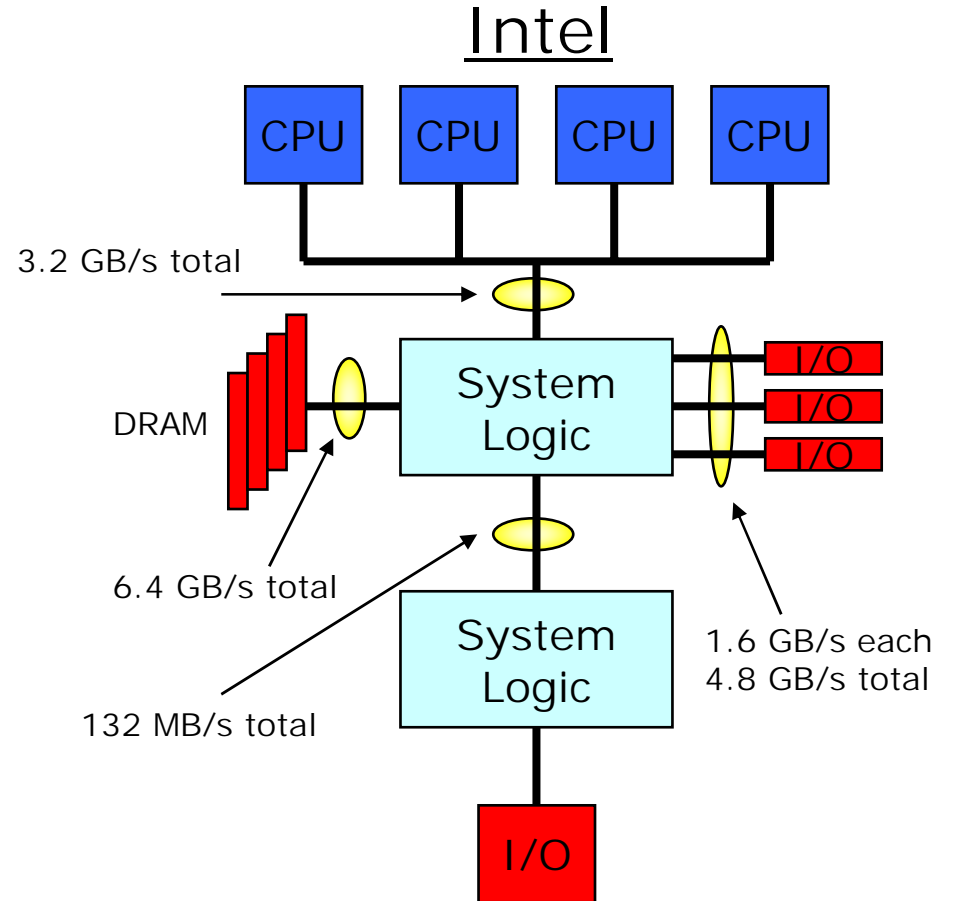 Intel
CPU
CPU
CPU
CPU
3.2 GB/s total
I/O
I/O
I/O
System
Logic
DRAM
6.4 GB/s total
System
Logic
1.6 GB/s each
4.8 GB/s total
132 MB/s total
I/O